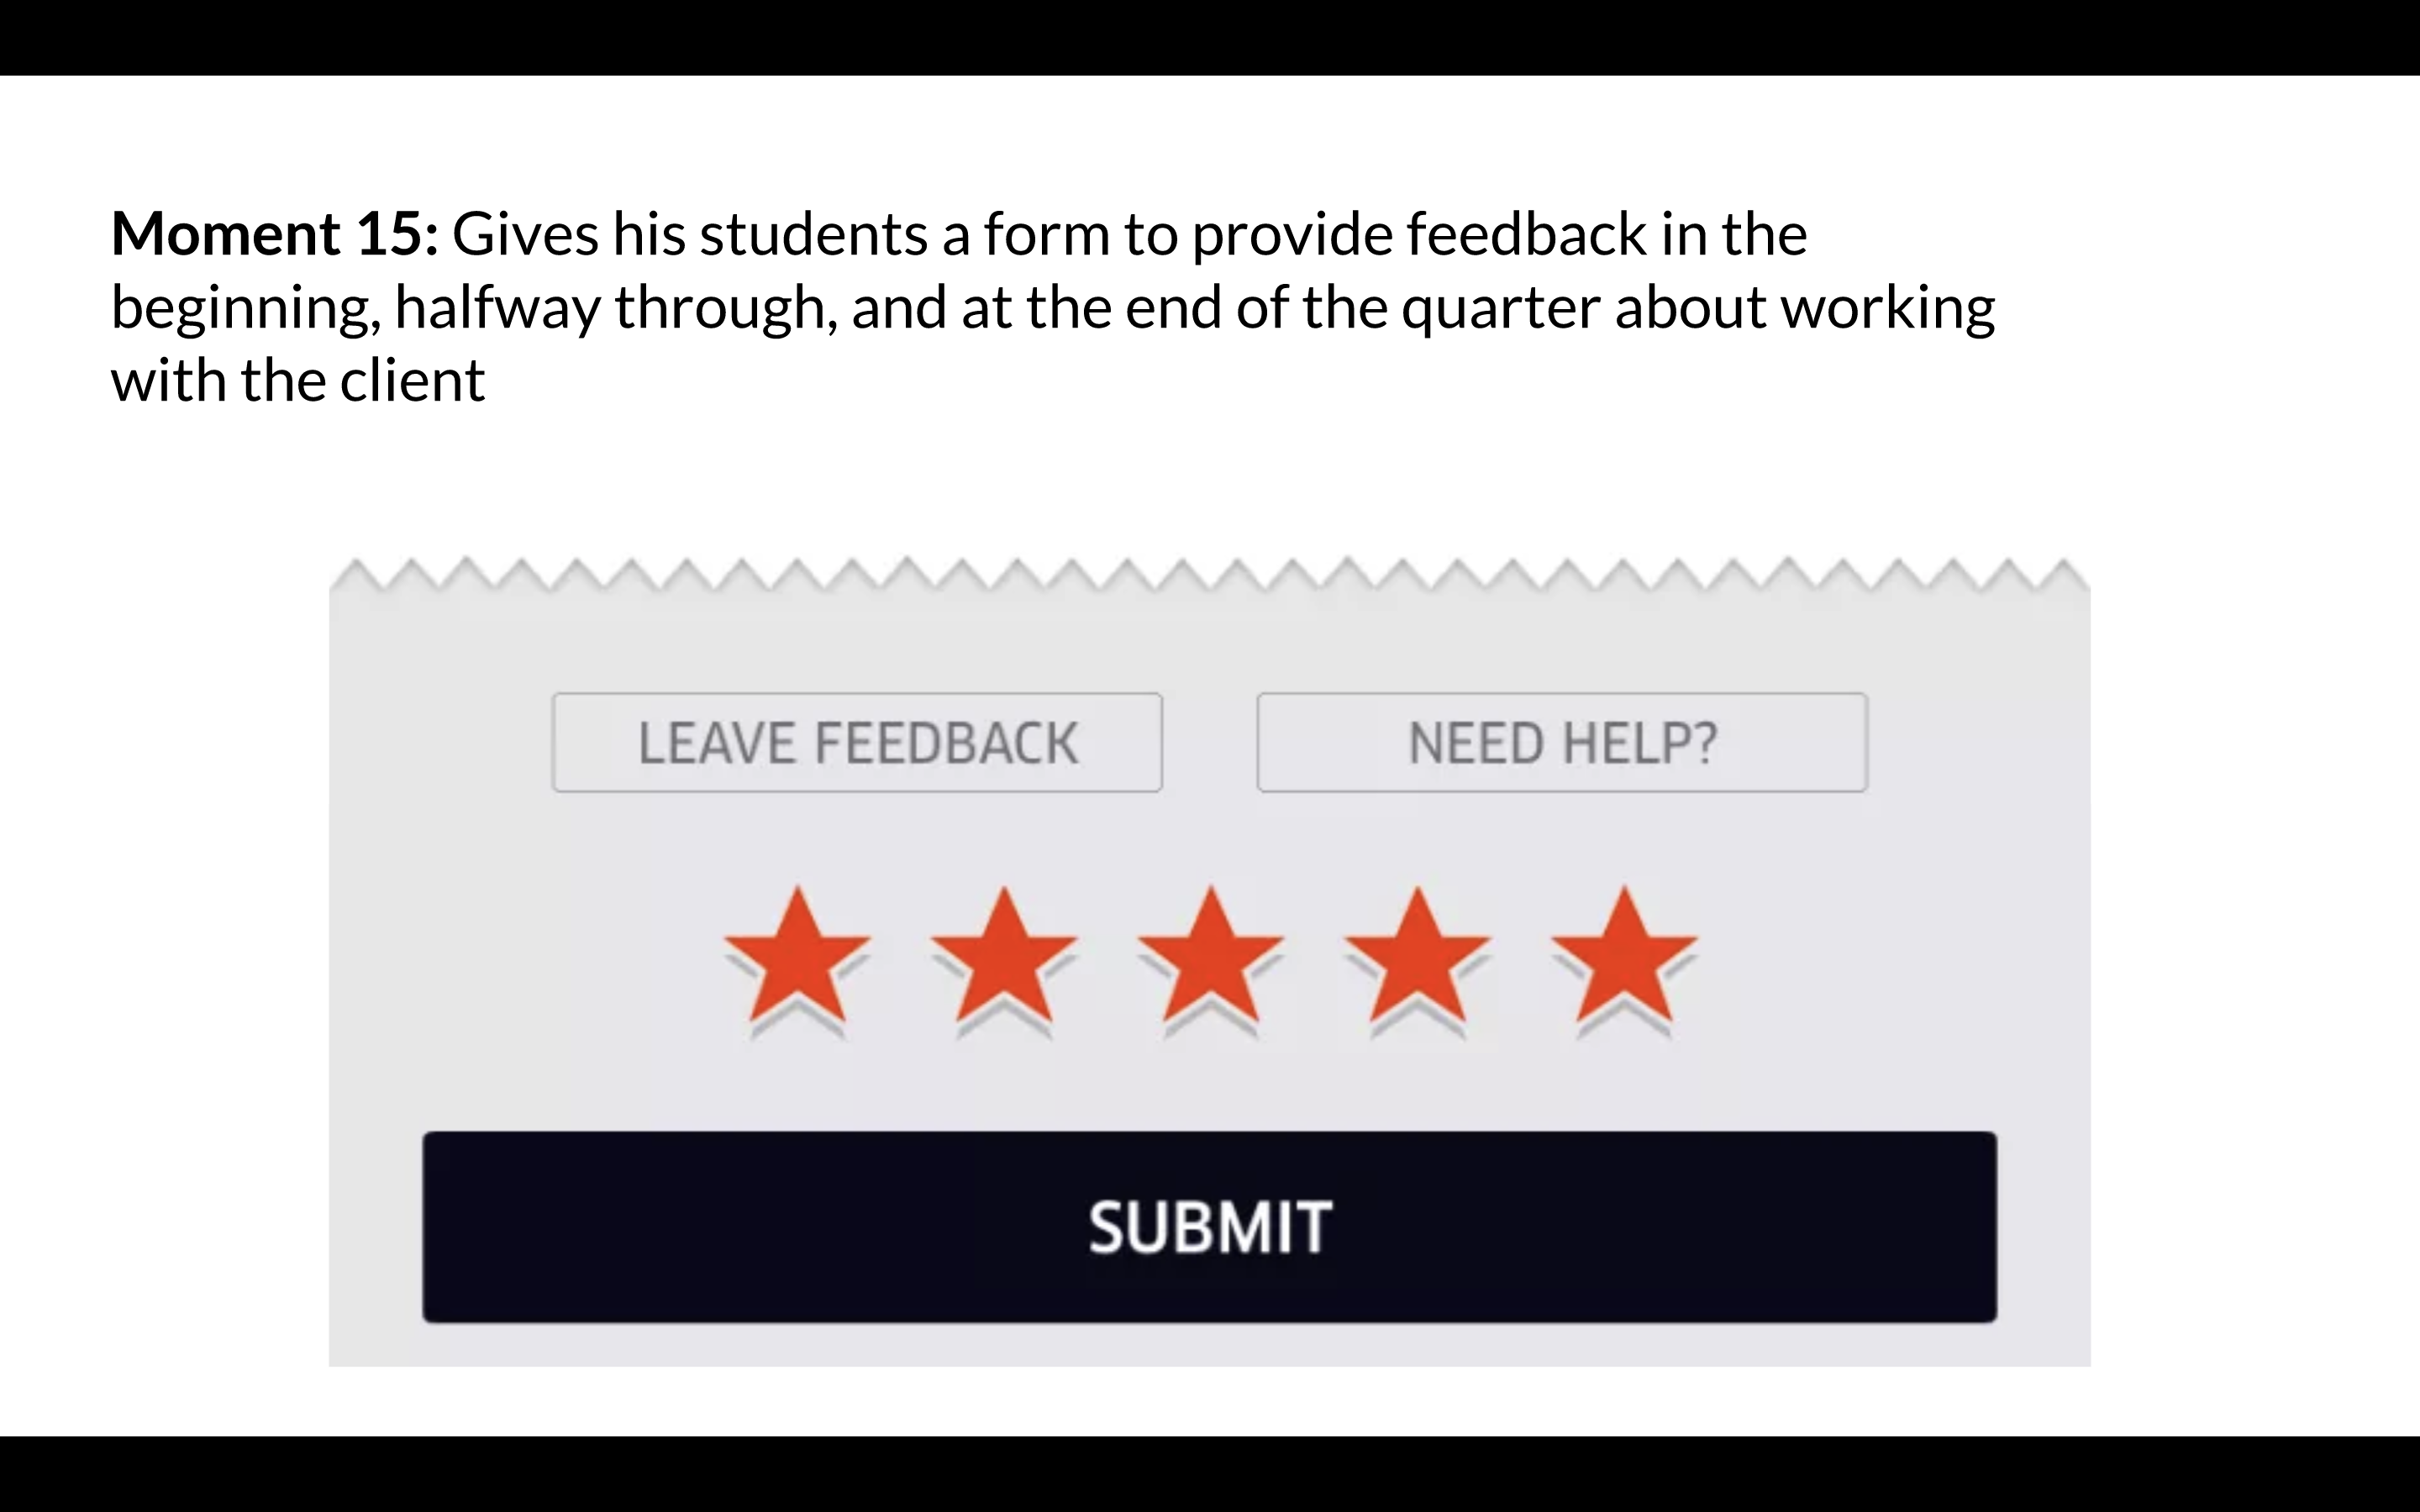 Moment 15: Gives his students a form to provide feedback in the
beginning, halfway through, and at the end of the quarter about working
with the client
LEAVE FEEDBACK NEED HELP?
SUBMIT